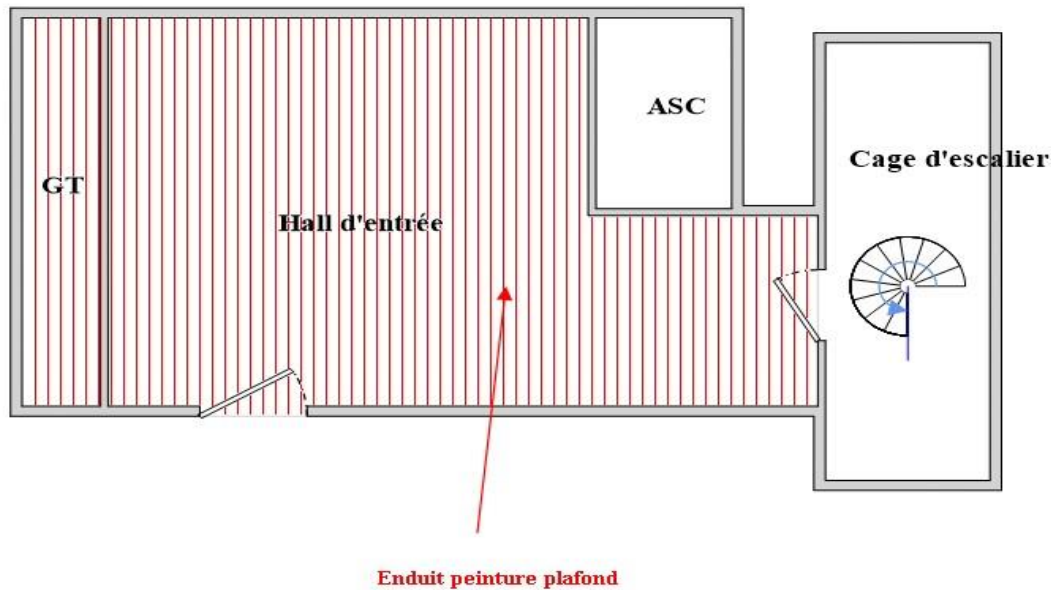 ASC
Cage d'escalier
GT
Hall d'entrée
Enduit peinture plafond